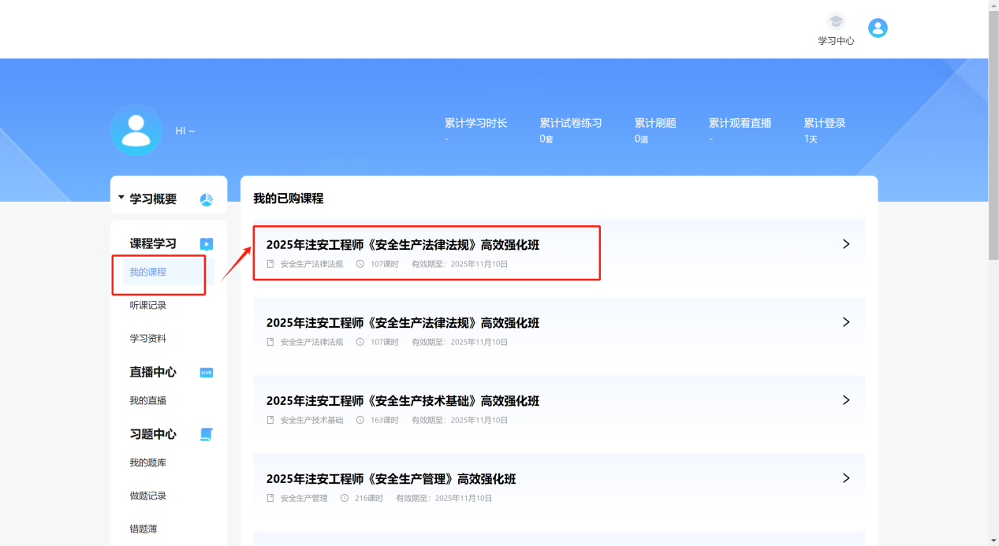 学习中心
HI ~
累计学习时长
-
累计试卷练习
0套
累计刷题
0道
累计观看直播
-
累计登录
1天
学习概要
课程学习
我的课程
听课记录
学习资料
直播中心
LIVE
我的直播
习题中心
我的题库
做题记录
错题薄
我的已购课程
2025年注安工程师《安全生产法律法规》高效强化班
安全生产法律法规 107课时 有效期至：2025年11月10日
2025年注安工程师《安全生产法律法规》高效强化班
安全生产法律法规 107课时 有效期至：2025年11月10日
2025年注安工程师《安全生产技术基础》高效强化班
安全生产技术基础 163课时 有效期至：2025年11月10日
2025年注安工程师《安全生产管理》高效强化班
安全生产管理 216课时 有效期至：2025年11月10日